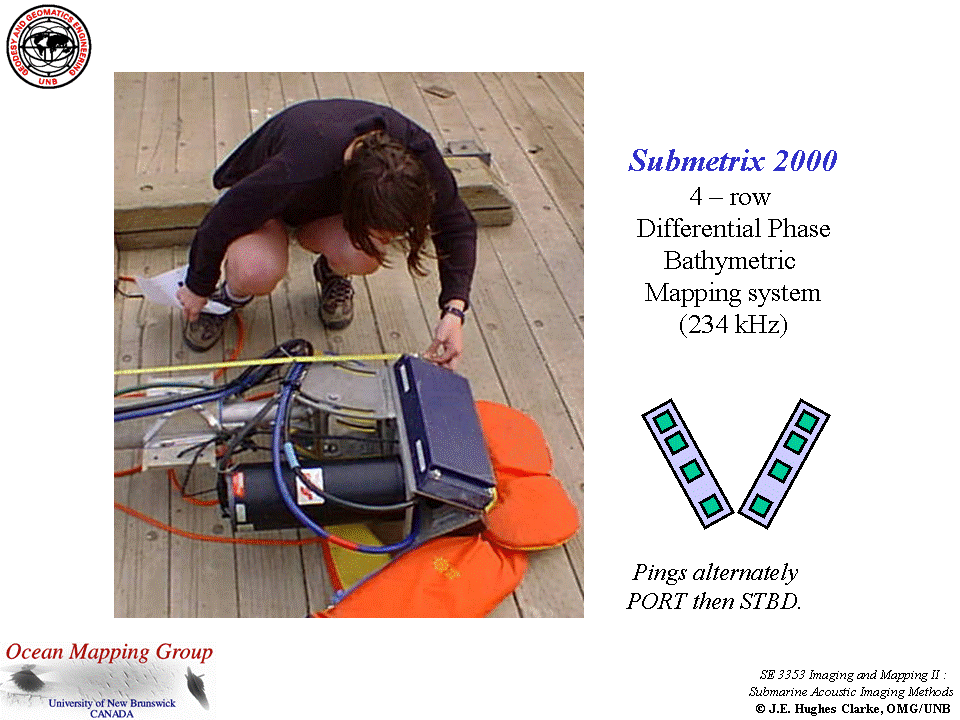 GEODESY AND GEOMATICS ENGINEERING
UNB
Submetrix 2000
4 – row
Differential Phase
Bathymetric
Mapping system
(234 kHz)
Pings alternately
PORT then STBD.
Ocean Mapping Group
University of New Brunswick
CANADA
SE 3353 Imaging and Mapping II :
Submarine Acoustic Imaging Methods
© J.E. Hughes Clarke, OMG/UNB